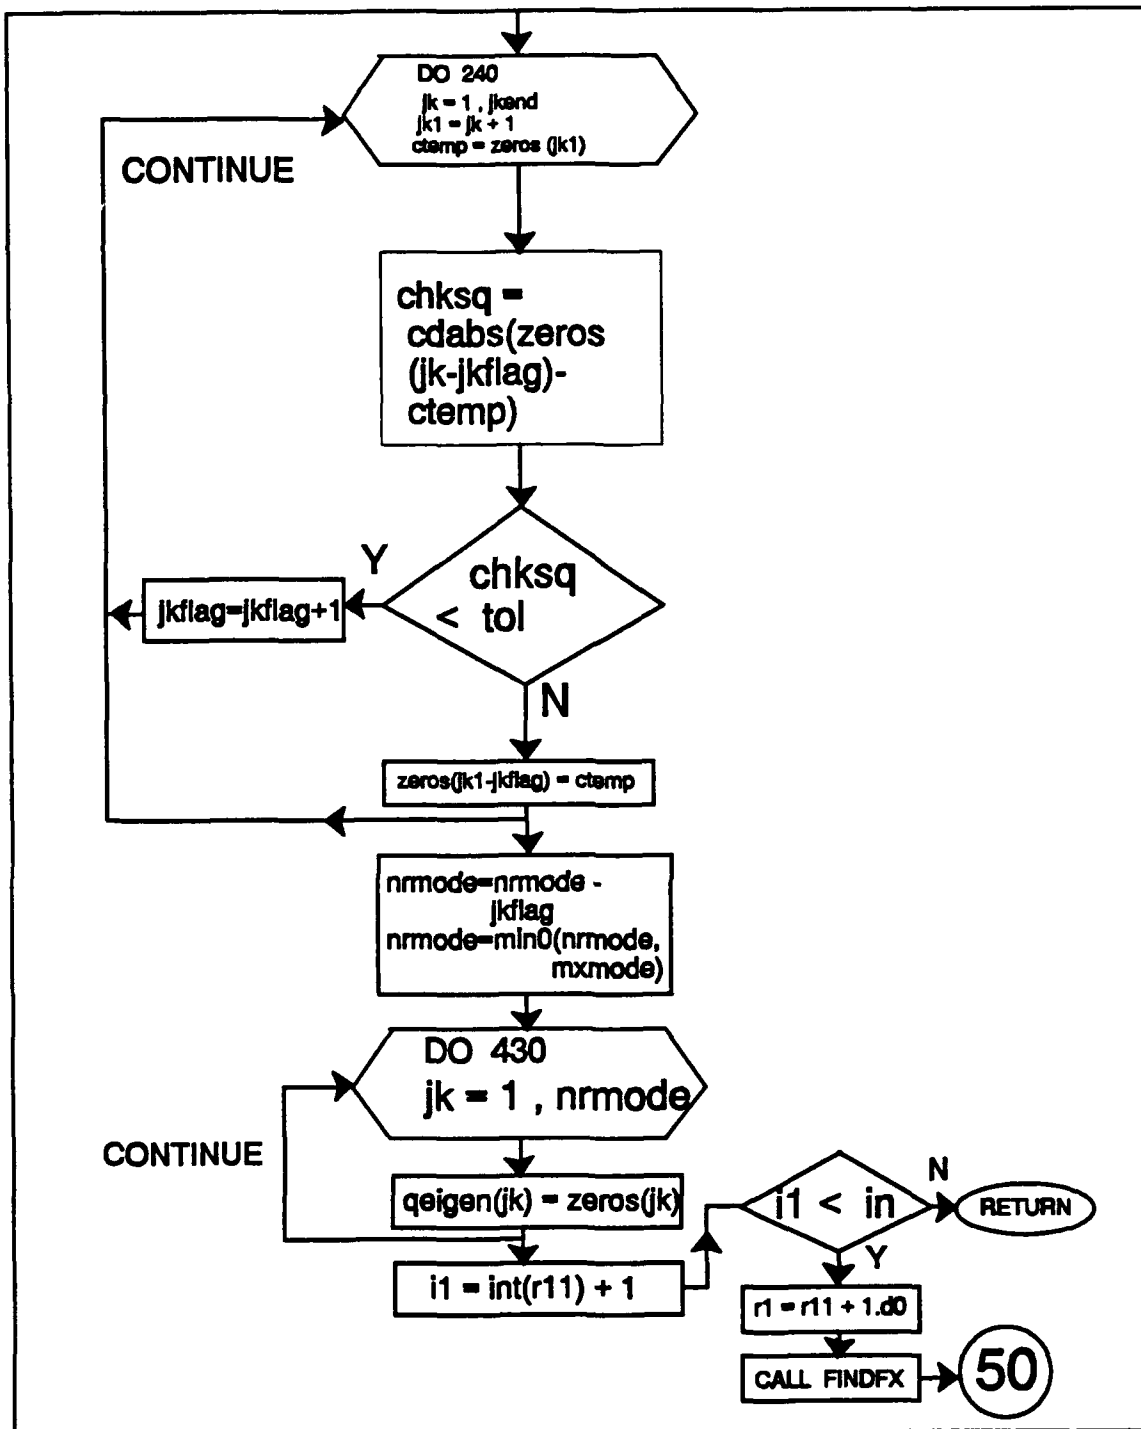 DO 240
jk = 1 , jkend
jk1 = jk + 1
ctemp = zeros (jk1)
CONTINUE
chksq =
cdabs(zeros
(jk-jkflag)-
ctemp)
Y
chksq
< tol
jkflag=jkflag+1
N
zeros(jk1-jkflag) = ctemp
nrmode=nrmode -
jkflag
nrmode=min0(nrmode,
mxmode)
DO 430
jk = 1 , nrmode
CONTINUE
qeigen(jk) = zeros(jk)
i1 = int(r11) + 1
i1 < in
N
RETURN
Y
r1 = r11 + 1.d0
CALL FINDFX
50